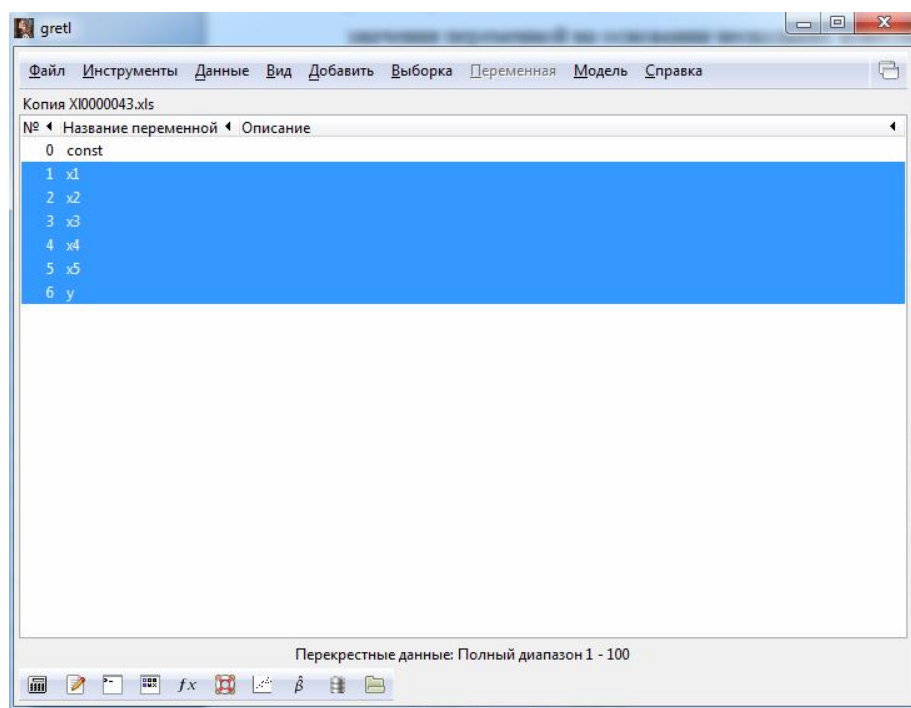 gretl
Файл Инструменты Данные Вид Добавить Выборка Переменная Модель Справка
Копия XI0000043.xls
№ Название переменной Описание
0 const
1 x1
2 x2
3 x3
4 x4
5 x5
6 y
Перекрестные данные: Полный диапазон 1 - 100
fx β̂